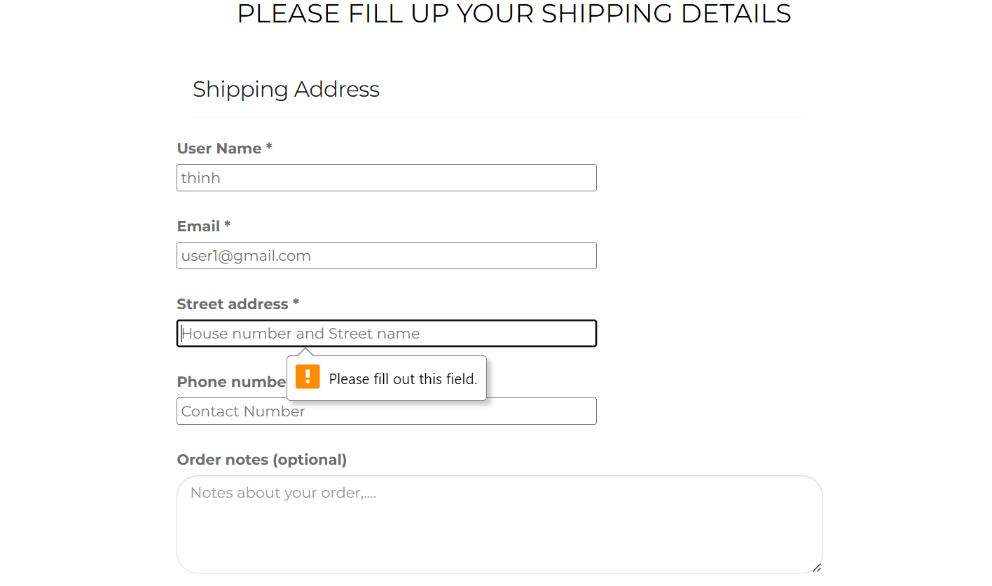 PLEASE FILL UP YOUR SHIPPING DETAILS
Shipping Address
User Name *
thinh
Email *
user1@gmail.com
Street address *
House number and Street name
Please fill out this field.
Phone numbe
Contact Number
Order notes (optional)
Notes about your order,....